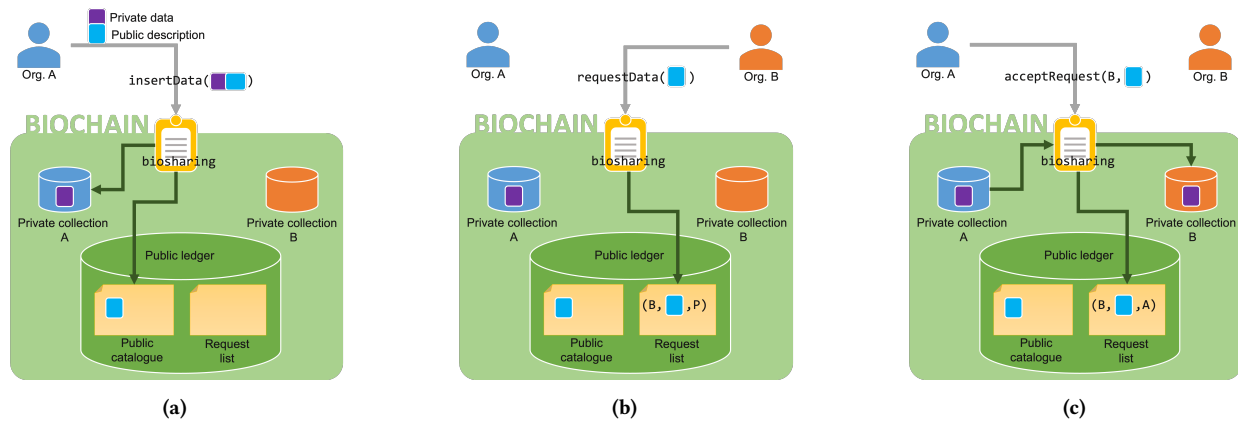 Private data
Public description
Org. A
insertData( )
BIOCHAIN
biosharing
Private collection
A
Private collection
B
Public ledger
Public
catalogue
Request
list
(a)
Org. A
Org. B
requestData( )
BIOCHAIN
biosharing
Private collection
A
Private collection
B
Public ledger
(B, ,P)
Public
catalogue
Request
list
(b)
Org. A
Org. B
acceptRequest(B, )
BIOCHAIN
biosharing
Private collection
A
Private collection
B
Public ledger
(B, ,A)
Public
catalogue
Request
list
(c)